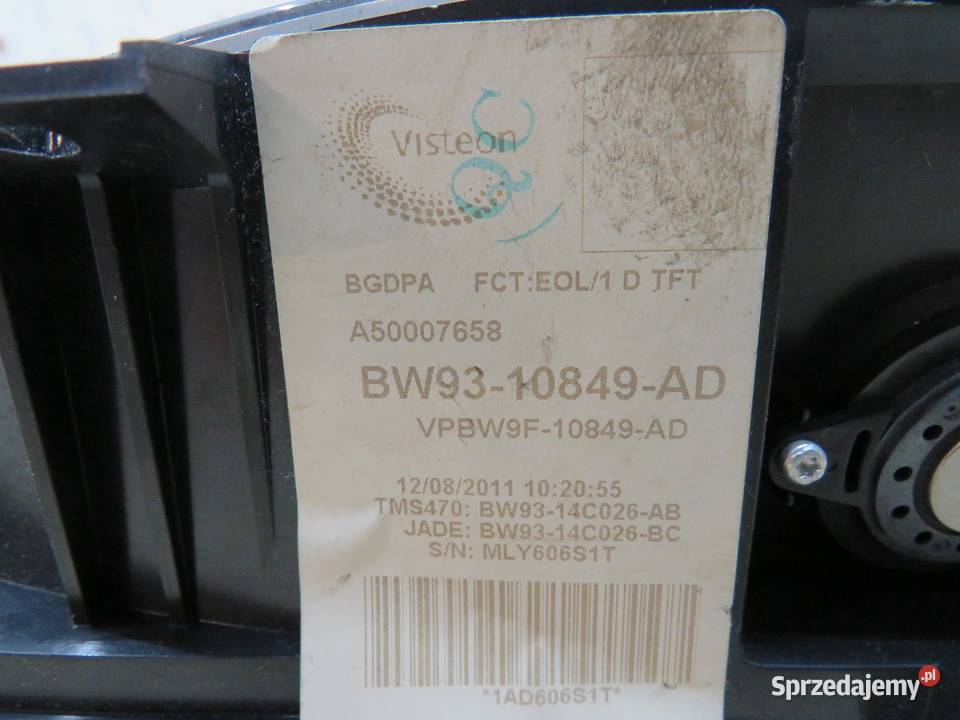 Visteon
QC
BGDPA FCT:EOL/1 D TFT
A50007658
BW93-10849-AD
VPBW9F-10849-AD
12/08/2011 10:20:55
TMS470: BW93-14C026-AB
JADE: BW93-14C026-BC
S/N: MLY606S1T
*1AD606S1T*
Sprzedajemy.pl